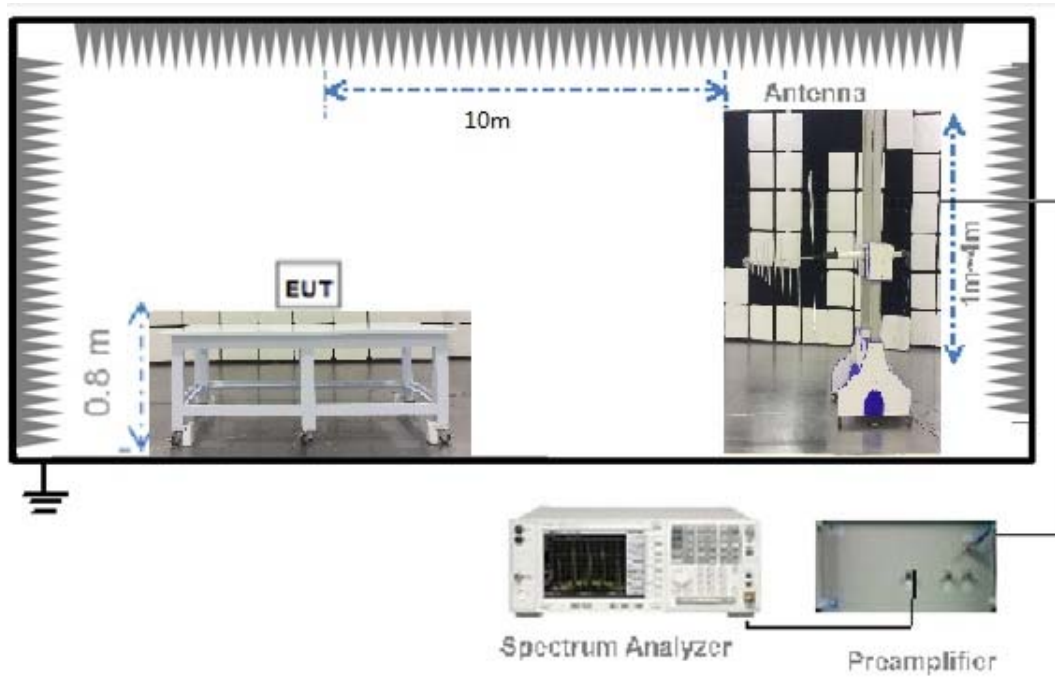 Antenna
10m
1m-4m
EUT
0.8 m
Spectrum Analyzer
Preamplifier